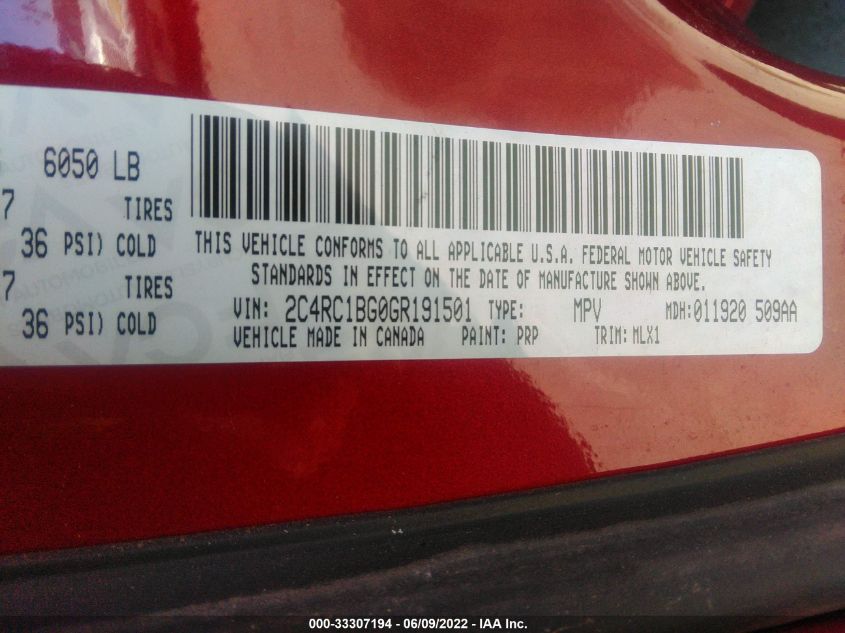 6050 LB
7 TIRES
36 PSI) COLD
7 TIRES
36 PSI) COLD
THIS VEHICLE CONFORMS TO ALL APPLICABLE U.S.A. FEDERAL MOTOR VEHICLE SAFETY
STANDARDS IN EFFECT ON THE DATE OF MANUFACTURE SHOWN ABOVE.
VIN: 2C4RC1BG0GR191501 TYPE: MPV MDH:011920 509AA
VEHICLE MADE IN CANADA PAINT: PRP TRIM: MLX1
000-33307194 - 06/09/2022 - IAA Inc.